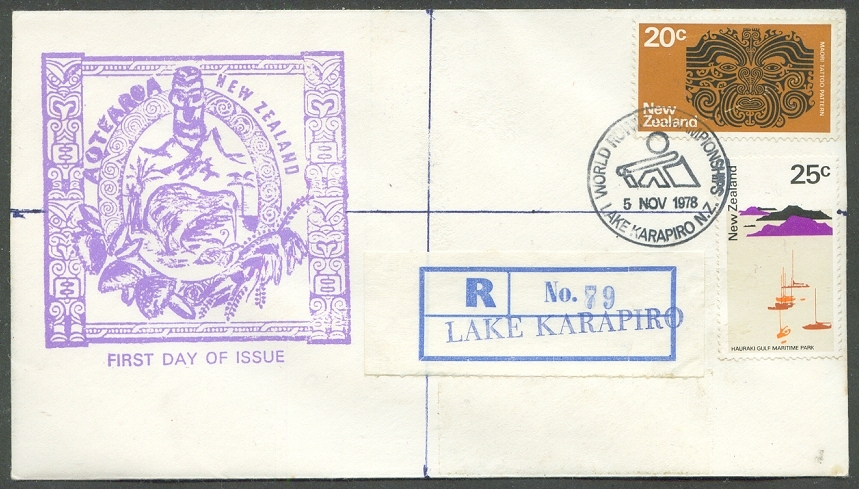 AOTEAROA
NEW ZEALAND
FIRST DAY OF ISSUE
20c
MAORI TATTOO PATTERN
New
Zealand
WORLD ROW MPIONSHIPS
5 NOV 1978
LAKE KARAPIRO N.Z.
25c
New Zealand
HAURAKI GULF MARITIME PARK
R No. 79
LAKE KARAPIRO